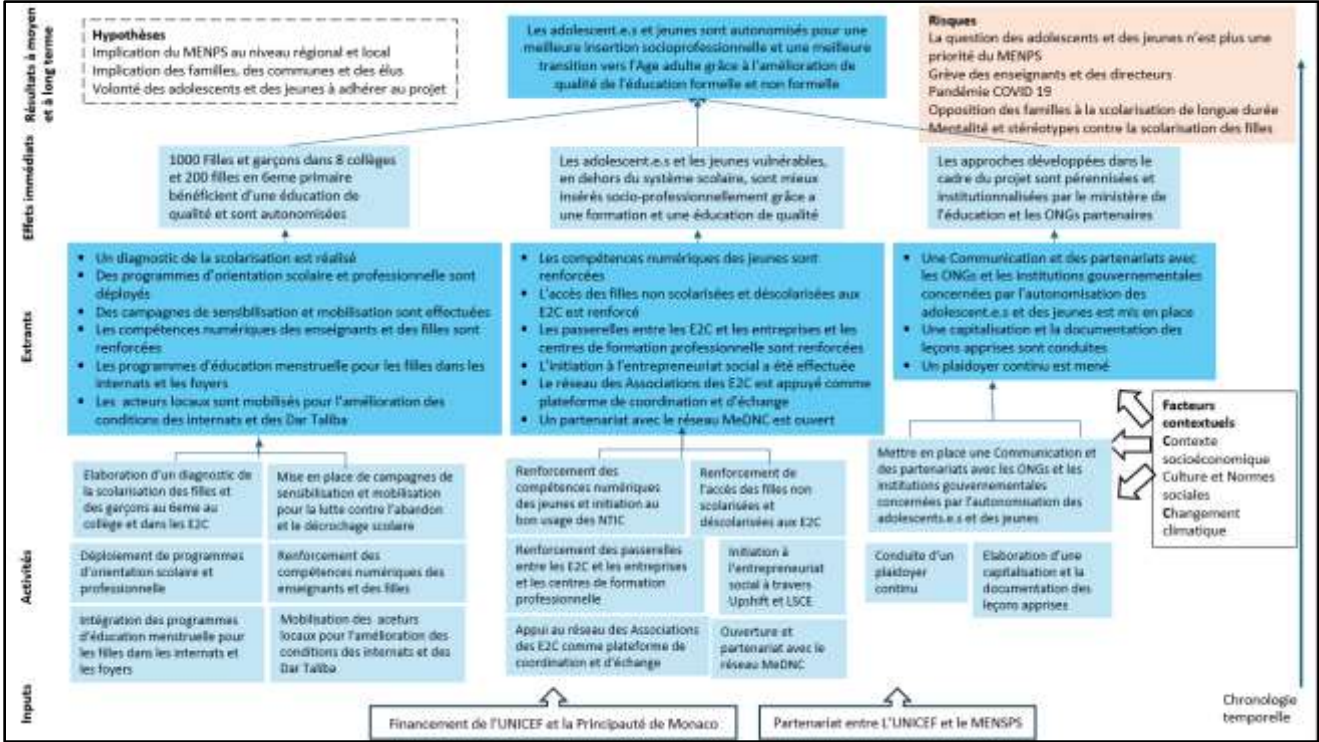 Résultats à moyen et à long terme
Hypothèses
Implication du MENPS au niveau régional et local
Implication des familles, des communes et des élus
Volonté des adolescents et des jeunes à adhérer au projet
Les adolescent.e.s et jeunes sont autonomisés pour une
meilleure insertion socioprofessionnelle et une meilleure
transition vers l'Age adulte grâce à l'amélioration de
qualité de l'éducation formelle et non formelle
Risques
La question des adolescents et des jeunes n'est plus une
priorité du MENPS
Grève des enseignants et des directeurs
Pandémie COVID 19
Opposition des familles à la scolarisation de longue durée
Mentalité et stéréotypes contre la scolarisation des filles
Effets immédiats
1000 Filles et garçons dans 8 collèges
et 200 filles en 6eme primaire
bénéficient d'une éducation de
qualité et sont autonomisées
Les adolescent.e.s et les jeunes vulnérables,
en dehors du système scolaire, sont mieux
insérés socio-professionnellement grâce a
une formation et une éducation de qualité
Les approches développées dans le
cadre du projet sont pérennisées et
institutionnalisées par le ministère de
l'éducation et les ONGs partenaires
Extrants
• Un diagnostic de la scolarisation est réalisé
• Des programmes d'orientation scolaire et professionnelle sont
déployés
• Des campagnes de sensibilisation et mobilisation sont effectuées
• Les compétences numériques des enseignants et des filles sont
renforcées
• Les programmes d'éducation menstruelle pour les filles dans les
internats et les foyers
• Les acteurs locaux sont mobilisés pour l'amélioration des
conditions des internats et des Dar Taliba
• Les compétences numériques des jeunes sont
renforcées
• L'accès des filles non scolarisées et déscolarisées aux
E2C est renforcé
• Les passerelles entre les E2C et les entreprises et les
centres de formation professionnelle sont renforcées
• L'initiation à l'entrepreneuriat social a été effectuée
• Le réseau des Associations des E2C est appuyé comme
plateforme de coordination et d'échange
• Un partenariat avec le réseau MeDNC est ouvert
• Une Communication et des partenariats avec
les ONGs et les institutions gouvernementales
concernées par l'autonomisation des
adolescent.e.s et des jeunes est mis en place
• Une capitalisation et la documentation des
leçons apprises sont conduites
• Un plaidoyer continu est mené
Facteurs
contextuels
Contexte
socioéconomique
Culture et Normes
sociales
Changement
climatique
Activités
Elaboration d'un diagnostic de
la scolarisation des filles et
des garçons au 6eme au
collège et dans les E2C
Mise en place de campagnes de
sensibilisation et mobilisation
pour la lutte contre l'abandon
et le décrochage scolaire
Déploiement de programmes
d'orientation scolaire et
professionnelle
Renforcement des
compétences numériques des
enseignants et des filles
Intégration des programmes
d'éducation menstruelle pour
les filles dans les internats et
les foyers
Mobilisation des aceturs
locaux pour l'amélioration des
conditions des internats et des
Dar Taliba
Renforcement des
compétences numériques
des jeunes et initiation au
bon usage des NTIC
Renforcement de
l'accès des filles non
scolarisées et
déscolarisées aux E2C
Renforcement des passerelles
entre les E2C et les entreprises
et les centres de formation
professionnelle
Initiation à
l'entrepreneuriat
social à travers
Upshift et LSCE
Appui au réseau des Associations
des E2C comme plateforme de
coordination et d'échange
Ouverture et
partenariat avec le
réseau MeDNC
Mettre en place une Communication et
des partenariats avec les ONGs et les
institutions gouvernementales
concernées par l'autonomisation des
adolescents.e.s et des jeunes
Conduite d'un
plaidoyer
continu
Elaboration d'une
capitalisation et la
documentation des
leçons apprises
Inputs
Financement de l'UNICEF et la Principauté de Monaco
Partenariat entre L'UNICEF et le MENSPS
Chronologie
temporelle